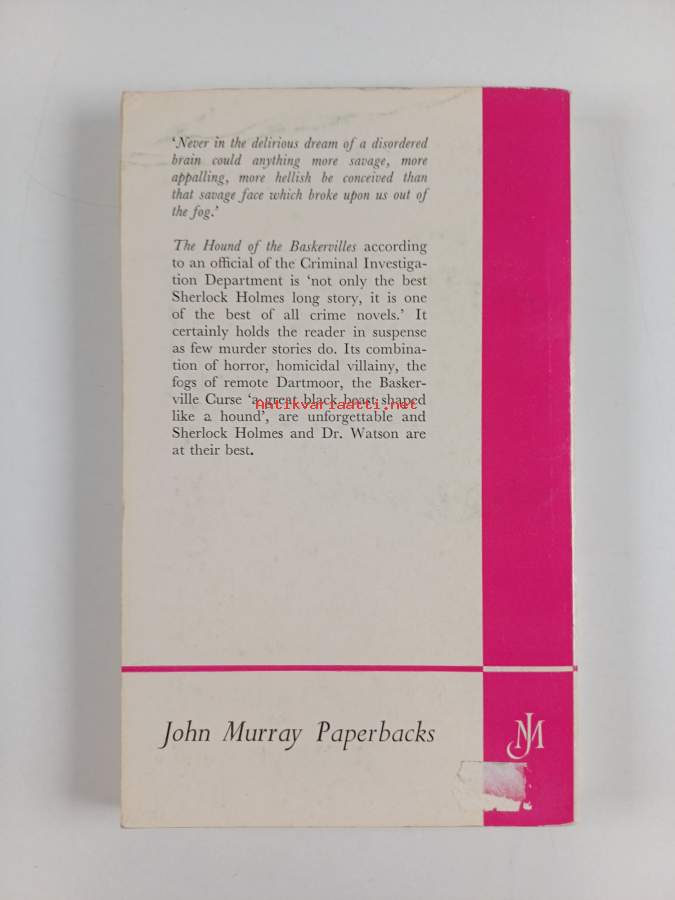 'Never in the delirious dream of a disordered
brain could anything more savage, more
appalling, more hellish be conceived than
that savage face which broke upon us out of
the fog.'
The Hound of the Baskervilles according
to an official of the Criminal Investiga-
tion Department is 'not only the best
Sherlock Holmes long story, it is one
of the best of all crime novels.' It
certainly holds the reader in suspense
as few murder stories do. Its combina-
tion of horror, homicidal villainy, the
fogs of remote Dartmoor, the Basker-
ville Curse 'a great black beast shaped
Antikvariaatti.net
like a hound', are unforgettable and
Sherlock Holmes and Dr. Watson are
at their best.
John Murray Paperbacks
JM